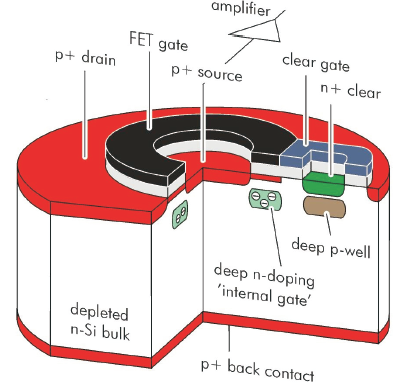 amplifier
FET gate
p+ drain
p+ source
clear gate
n+ clear
deep p-well
deep n-doping
'internal gate'
depleted
n-Si bulk
p+ back contact